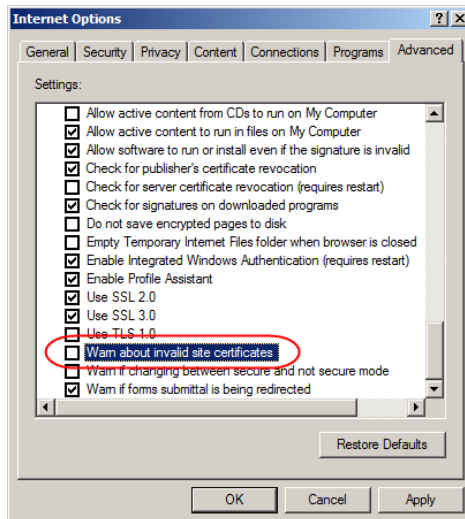 Internet Options
General Security Privacy Content Connections Programs Advanced
Settings:
Allow active content from CDs to run on My Computer
Allow active content to run in files on My Computer
Allow software to run or install even if the signature is invalid
Check for publisher's certificate revocation
Check for server certificate revocation (requires restart)
Check for signatures on downloaded programs
Do not save encrypted pages to disk
Empty Temporary Internet Files folder when browser is closed
Enable Integrated Windows Authentication (requires restart)
Enable Profile Assistant
Use SSL 2.0
Use SSL 3.0
Use TLS 1.0
Warn about invalid site certificates
Warn if changing between secure and not secure mode
Warn if forms submittal is being redirected
Restore Defaults
OK Cancel Apply